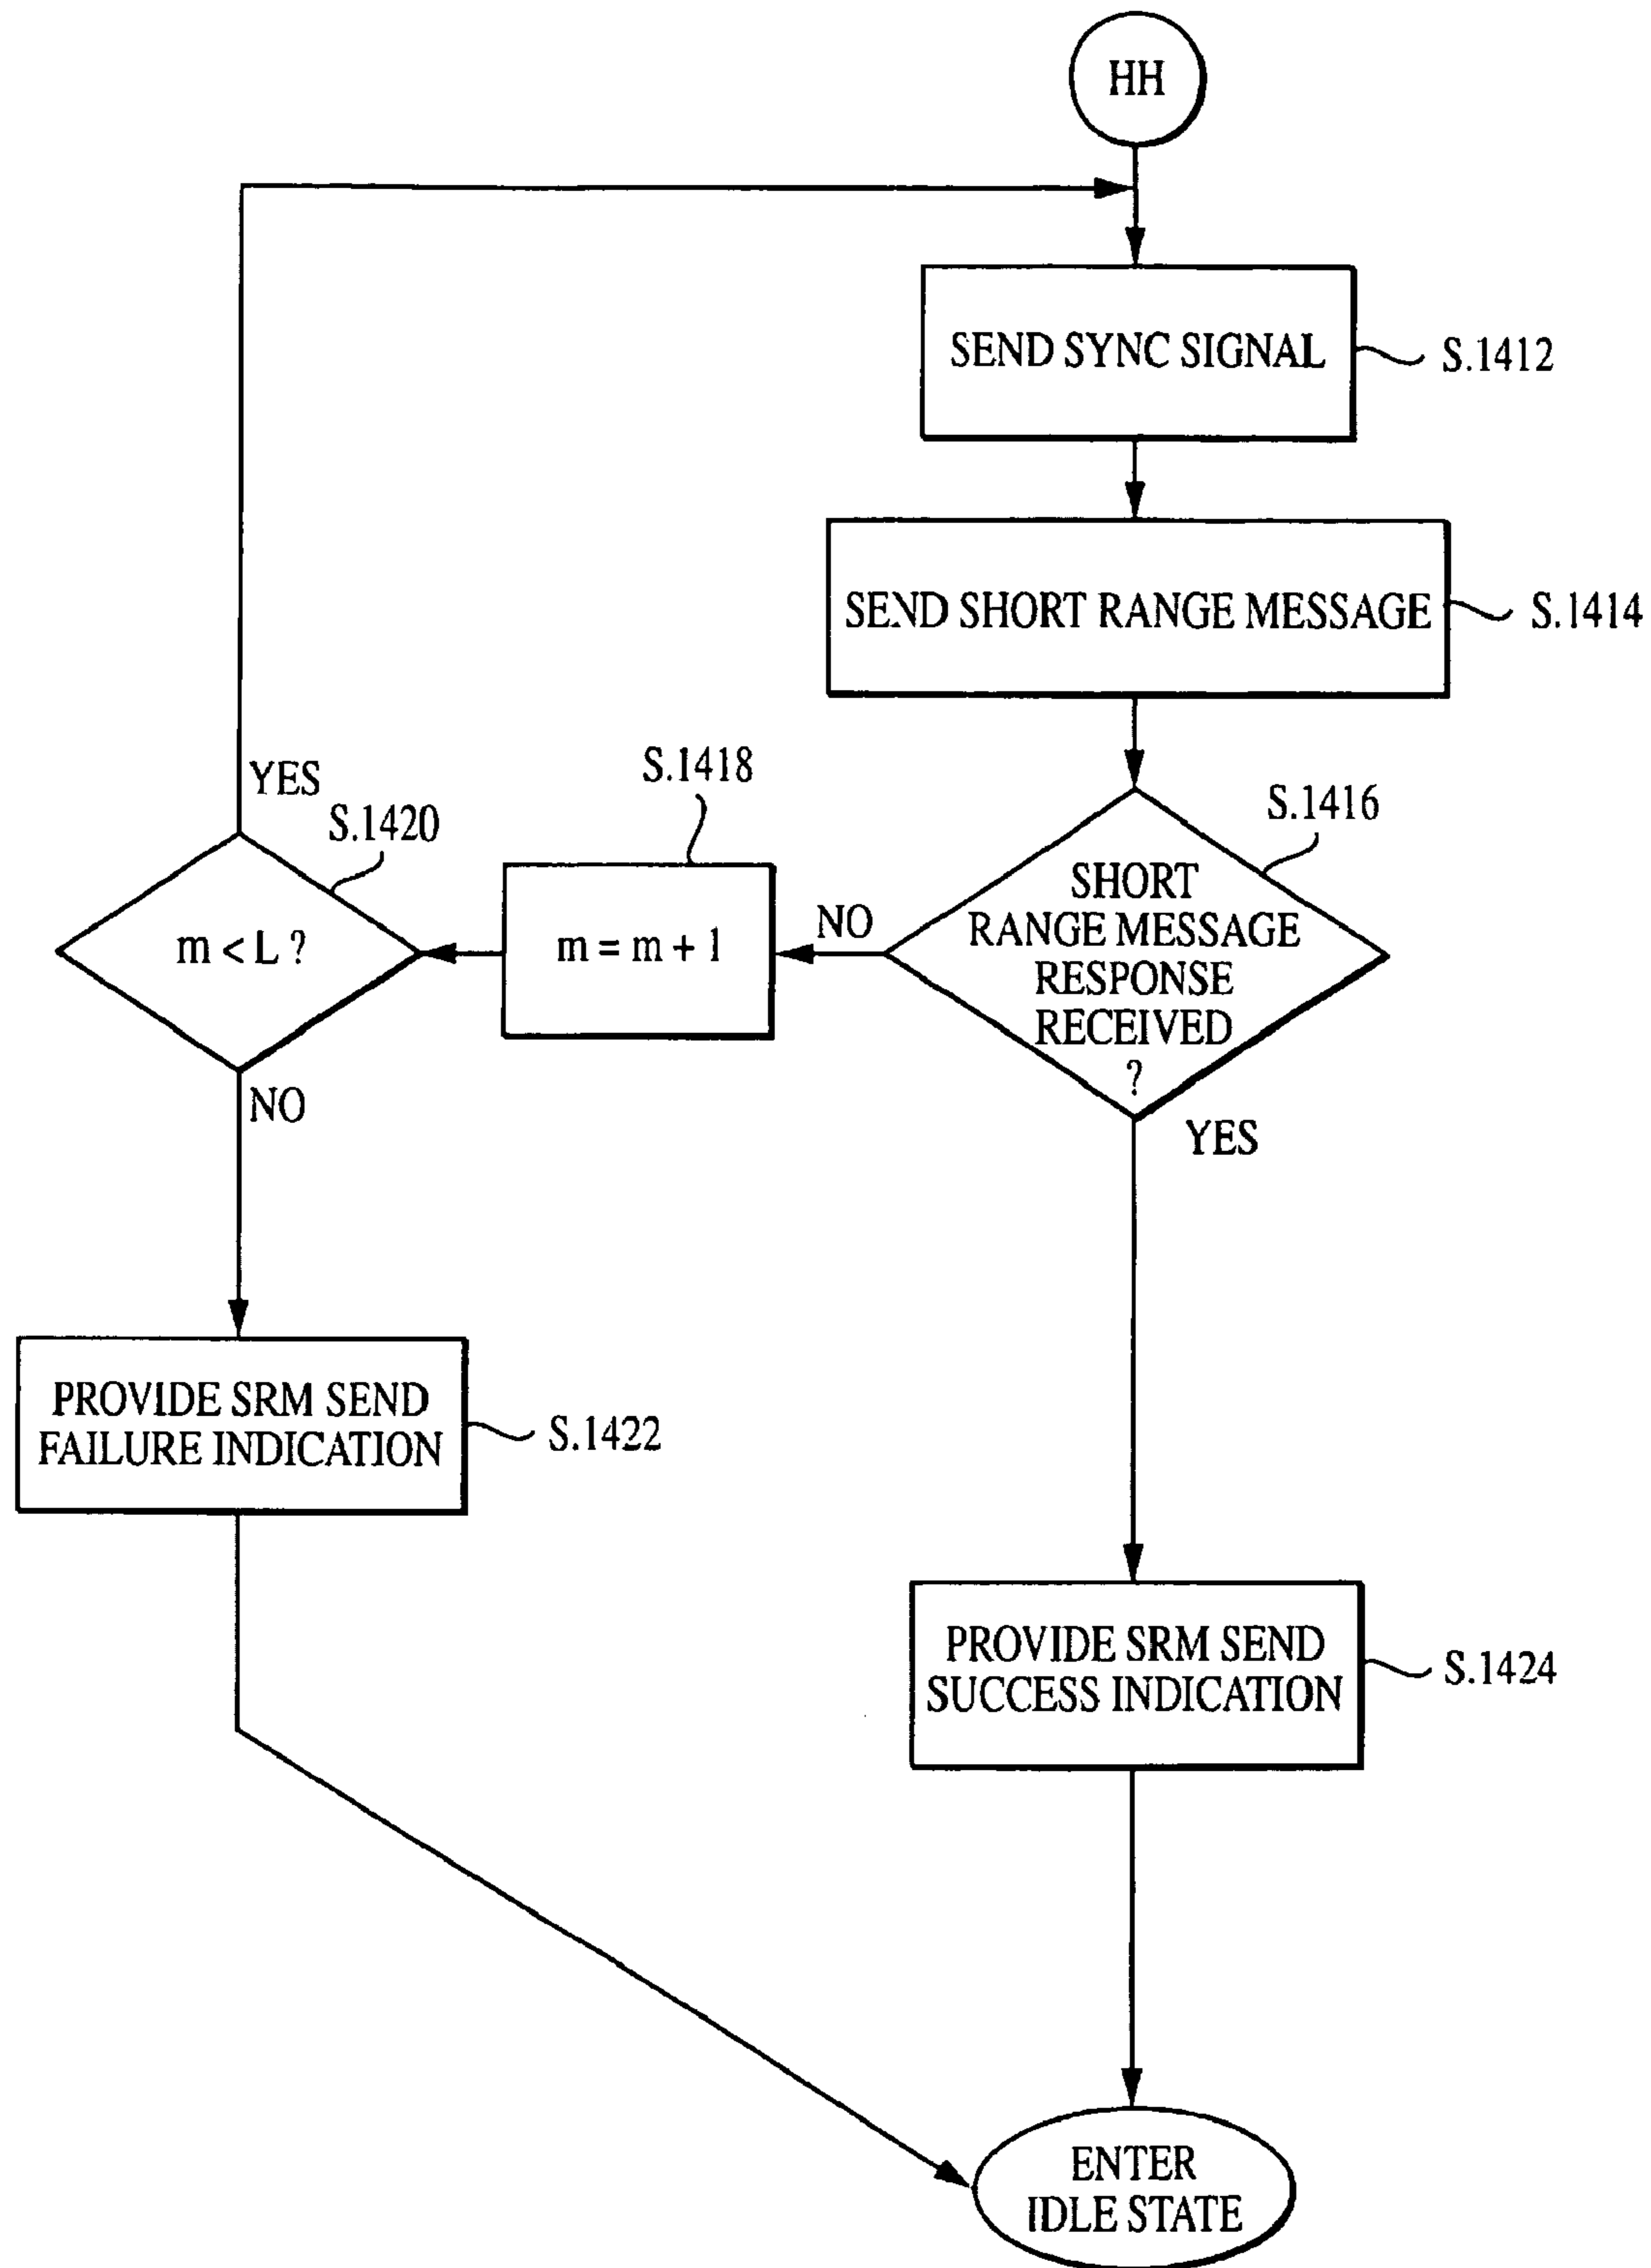 HH
SEND SYNC SIGNAL
S.1412
SEND SHORT RANGE MESSAGE
S.1414
S.1416
SHORT
RANGE MESSAGE
RESPONSE
RECEIVED
?
NO
YES
S.1418
m = m + 1
S.1420
m < L ?
YES
NO
PROVIDE SRM SEND
FAILURE INDICATION
S.1422
PROVIDE SRM SEND
SUCCESS INDICATION
S.1424
ENTER
IDLE STATE